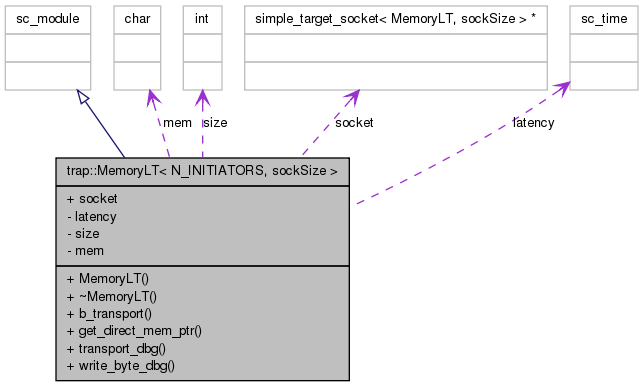 sc_module
char
int
simple_target_socket< MemoryLT, sockSize > *
sc_time
mem
size
socket
latency
trap::MemoryLT< N_INITIATORS, sockSize >
+ socket
- latency
- size
- mem
+ MemoryLT()
+ ~MemoryLT()
+ b_transport()
+ get_direct_mem_ptr()
+ transport_dbg()
+ write_byte_dbg()